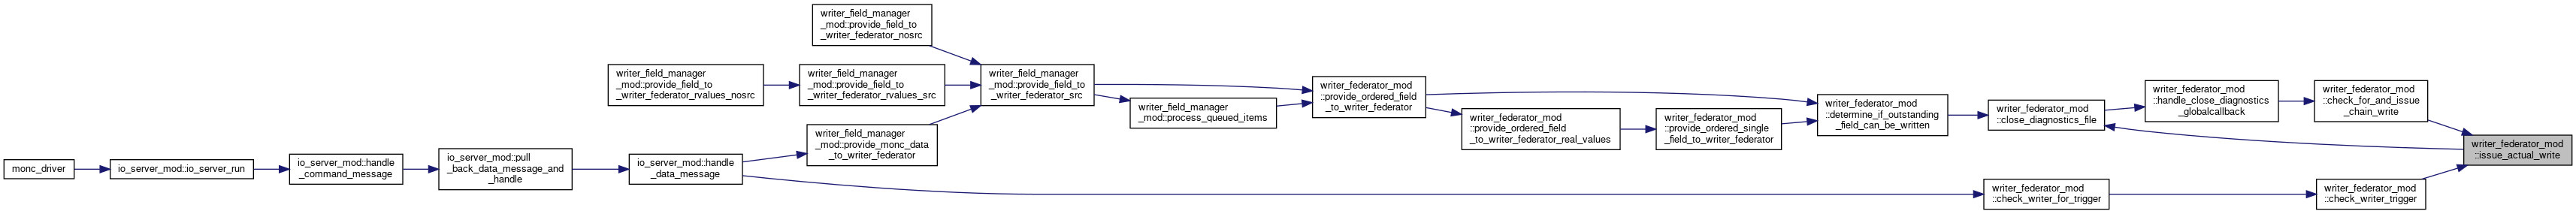 writer_field_manager
_mod::provide_field_to
_writer_federator_nosrc
writer_field_manager
_mod::provide_field_to
_writer_federator_rvalues_nosrc
writer_field_manager
_mod::provide_field_to
_writer_federator_rvalues_src
writer_field_manager
_mod::provide_field_to
_writer_federator_src
writer_field_manager
_mod::process_queued_items
writer_federator_mod
::provide_ordered_field
_to_writer_federator
writer_federator_mod
::provide_ordered_field
_to_writer_federator_real_values
writer_federator_mod
::provide_ordered_single
_field_to_writer_federator
writer_federator_mod
::determine_if_outstanding
_field_can_be_written
writer_federator_mod
::close_diagnostics_file
writer_federator_mod
::handle_close_diagnostics
_globalcallback
writer_federator_mod
::check_for_and_issue
_chain_write
writer_federator_mod
::issue_actual_write
monc_driver
io_server_mod::io_server_run
io_server_mod::handle
_command_message
io_server_mod::pull
_back_data_message_and
_handle
io_server_mod::handle
_data_message
writer_field_manager
_mod::provide_monc_data
_to_writer_federator
writer_federator_mod
::check_writer_for_trigger
writer_federator_mod
::check_writer_trigger